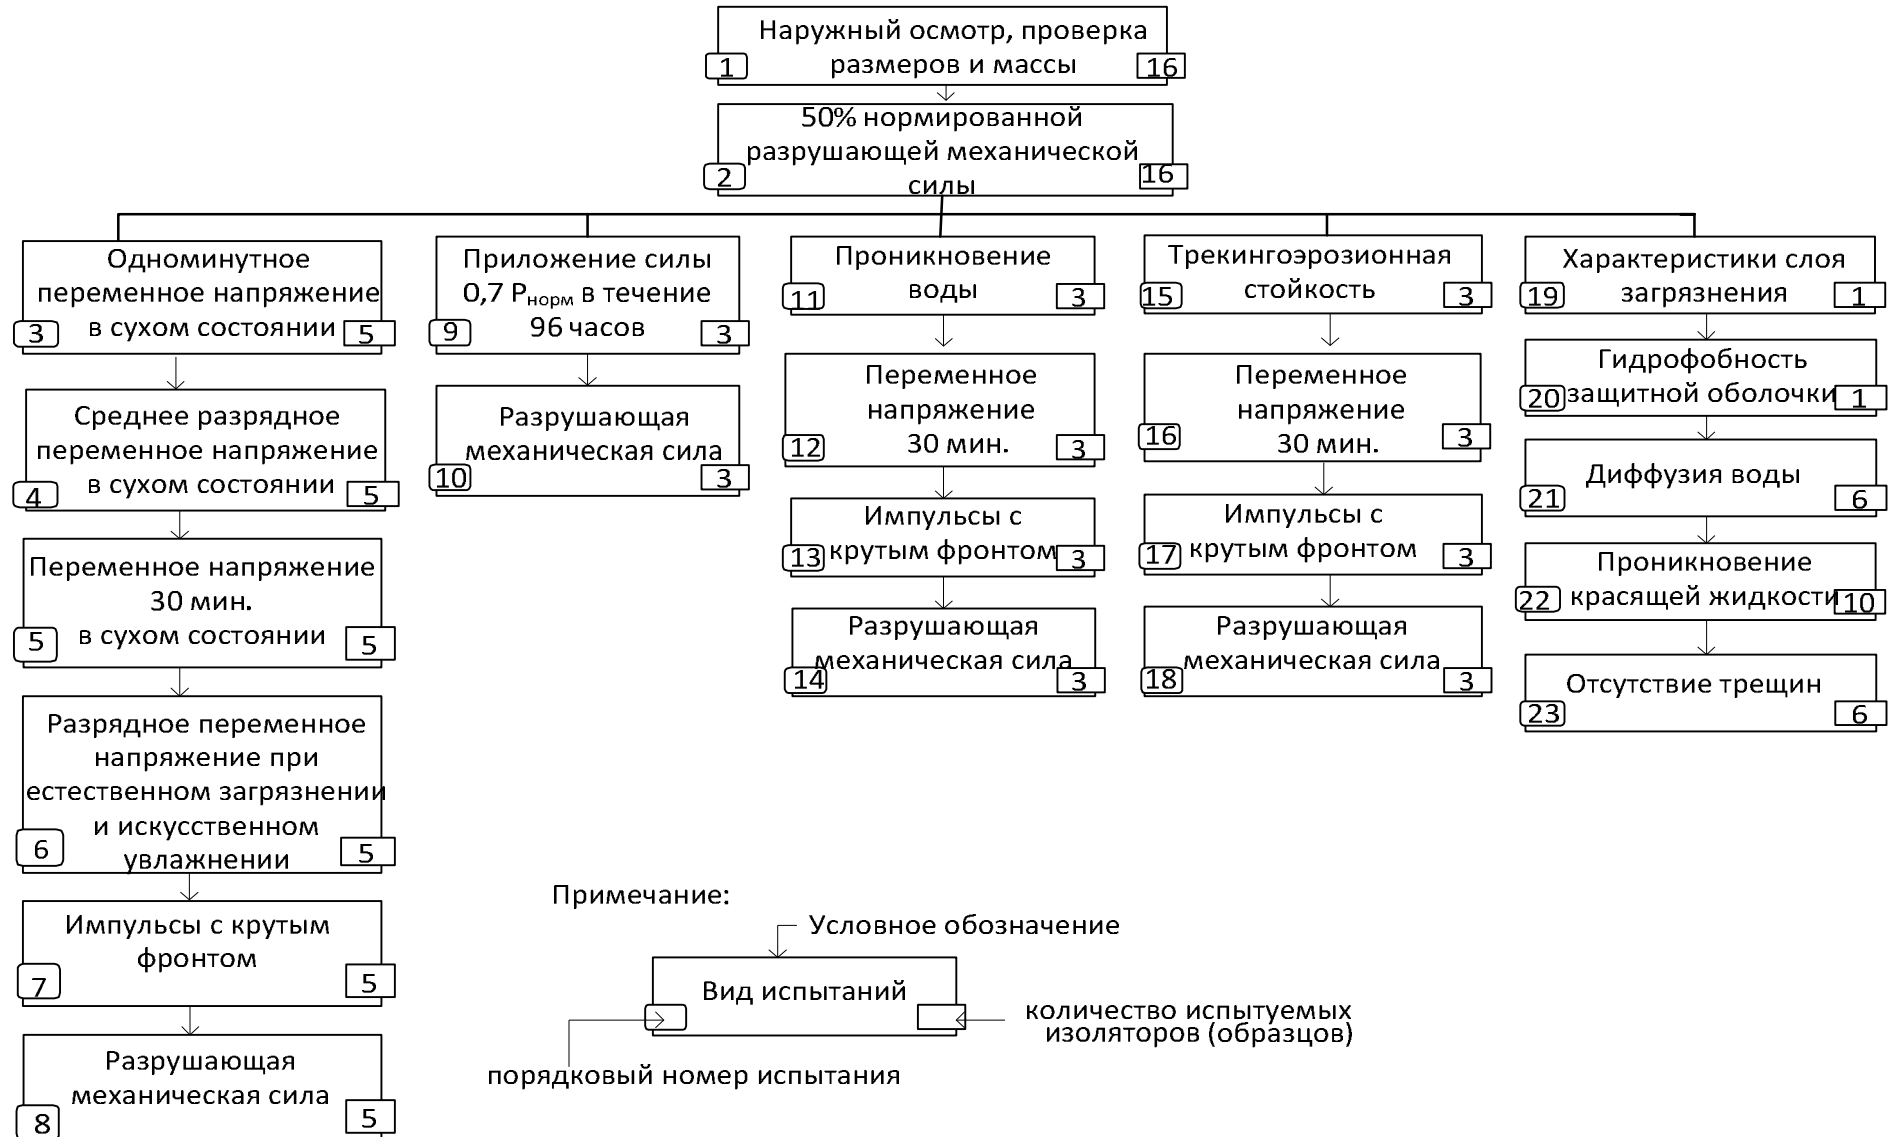 Наружный осмотр, проверка
размеров и массы
1
16
50% нормированной
разрушающей механической
силы
2
16
Одноминутное
переменное напряжение
в сухом состоянии
3
5
Среднее разрядное
переменное напряжение
в сухом состоянии
4
5
Переменное напряжение
30 мин.
в сухом состоянии
5
5
Разрядное переменное
напряжение при
естественном загрязнении
и искусственном
увлажнении
6
5
Импульсы с крутым
фронтом
7
5
Разрушающая
механическая сила
8
5
Приложение силы
0,7 Рнорм в течение
96 часов
9
3
Разрушающая
механическая сила
10
3
Проникновение
воды
11
3
Переменное
напряжение
30 мин.
12
3
Импульсы с
крутым фронтом
13
3
Разрушающая
механическая сила
14
3
Трекингоэрозионная
стойкость
15
3
Переменное
напряжение
30 мин.
16
3
Импульсы с
крутым фронтом
17
3
Разрушающая
механическая сила
18
3
Характеристики слоя
загрязнения
19
1
Гидрофобность
защитной оболочки
20
1
Диффузия воды
21
6
Проникновение
красящей жидкости
22
10
Отсутствие трещин
23
6
Примечание:
Условное обозначение
Вид испытаний
количество испытуемых
изоляторов (образцов)
порядковый номер испытания